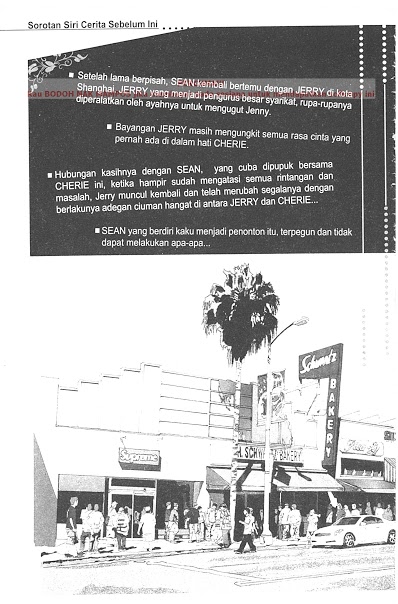 Sorotan Siri Cerita Sebelum Ini
Setelah lama berpisah, SEAN kembali bertemu dengan JERRY di kota
Shanghai. JERRY yang menjadi pengurus besar syarikat, rupa-rupanya
diperalatkan oleh ayahnya untuk mengugut Jenny.
Bayangan JERRY masih mengungkit semua rasa cinta yang
pernah ada di dalam hati CHERIE.
Hubungan kasihnya dengan SEAN, yang cuba dipupuk bersama
CHERIE ini, ketika hampir sudah mengatasi semua rintangan dan
masalah, Jerry muncul kembali dan telah merubah segalanya dengan
berlakunya adegan ciuman hangat di antara JERRY dan CHERIE...
SEAN yang berdiri kaku menjadi penonton itu, terpegun dan tidak
dapat melakukan apa-apa...
BAKERY
BAKERY